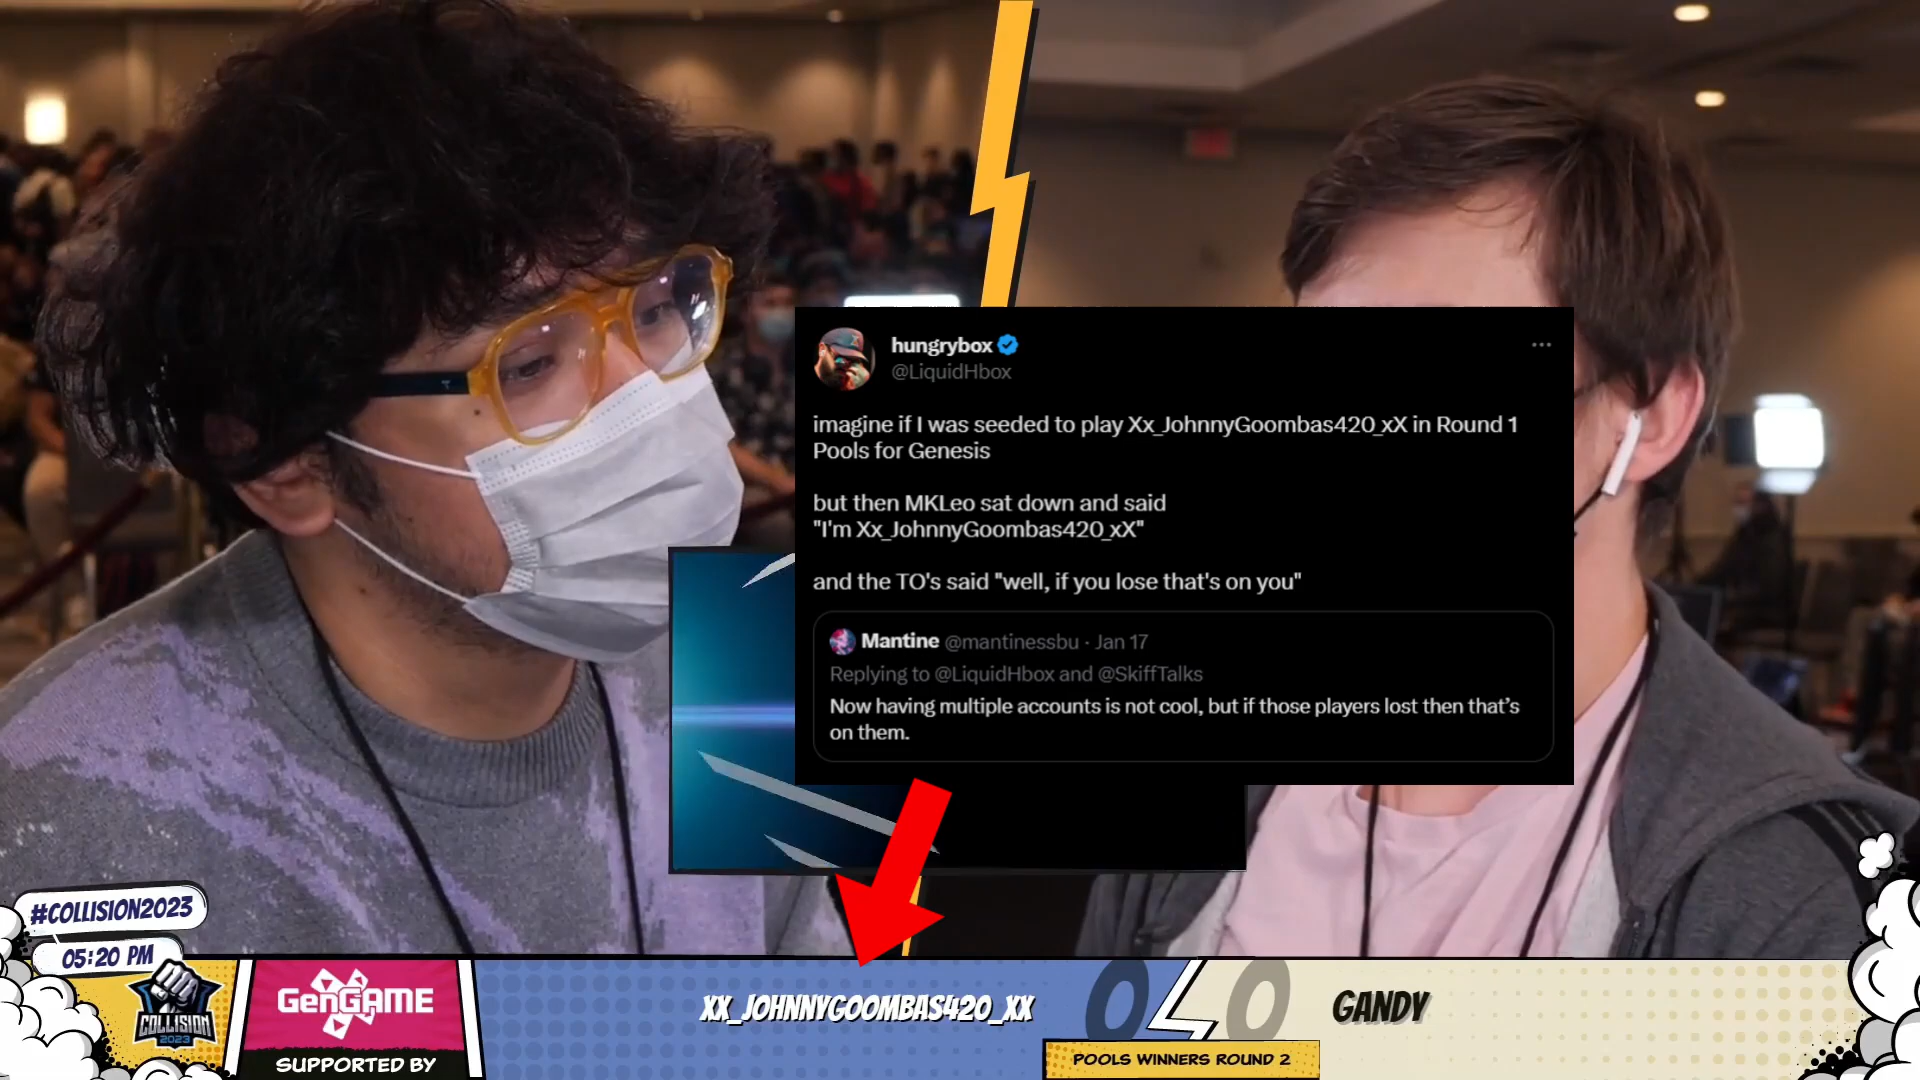 hungrybox
@LiquidHbox
imagine if I was seeded to play Xx_JohnnyGoombas420_xX in Round 1
Pools for Genesis
but then MKLeo sat down and said
"I'm Xx_JohnnyGoombas420_xX"
and the TO's said "well, if you lose that's on you"
Mantine @mantinessbu · Jan 17
Replying to @LiquidHbox and @SkiffTalks
Now having multiple accounts is not cool, but if those players lost then that’s
on them.
#COLLISION2023
05:20 PM
COLLISION
2023
GENGAME
SUPPORTED BY
XX_JOHNNYGOOMBAS420_XX
0
0
GANDY
POOLS WINNERS ROUND 2